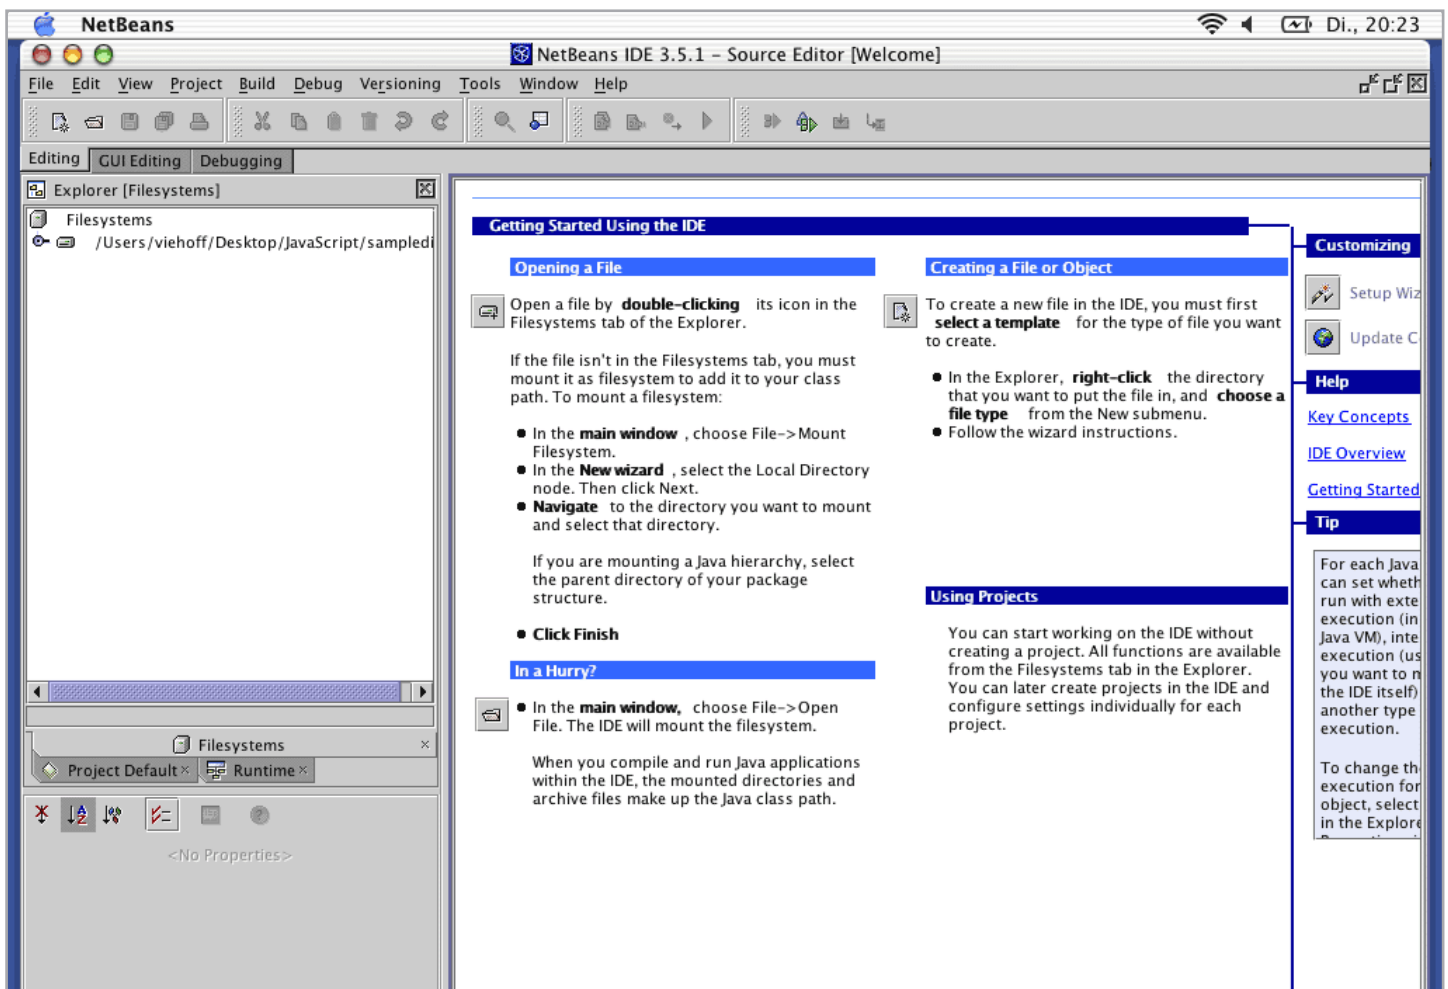 NetBeans
Di., 20:23
NetBeans IDE 3.5.1 – Source Editor [Welcome]
File Edit View Project Build Debug Versioning Tools Window Help
Editing GUI Editing Debugging
Explorer [Filesystems]
Filesystems
/Users/viehoff/Desktop/JavaScript/sampledi
Filesystems
Project Default
Runtime
<No Properties>
Getting Started Using the IDE
Opening a File
Open a file by double-clicking its icon in the
Filesystems tab of the Explorer.
If the file isn't in the Filesystems tab, you must
mount it as filesystem to add it to your class
path. To mount a filesystem:
In the main window , choose File->Mount
Filesystem.
In the New wizard , select the Local Directory
node. Then click Next.
Navigate to the directory you want to mount
and select that directory.
If you are mounting a Java hierarchy, select
the parent directory of your package
structure.
Click Finish
In a Hurry?
In the main window, choose File->Open
File. The IDE will mount the filesystem.
When you compile and run Java applications
within the IDE, the mounted directories and
archive files make up the Java class path.
Creating a File or Object
To create a new file in the IDE, you must first
select a template for the type of file you want
to create.
In the Explorer, right-click the directory
that you want to put the file in, and choose a
file type from the New submenu.
Follow the wizard instructions.
Using Projects
You can start working on the IDE without
creating a project. All functions are available
from the Filesystems tab in the Explorer.
You can later create projects in the IDE and
configure settings individually for each
project.
Customizing
Setup Wiz
Update C
Help
Key Concepts
IDE Overview
Getting Started
Tip
For each Java
can set wheth
run with exte
execution (in
Java VM), inte
execution (us
you want to m
the IDE itself)
another type
execution.
To change th
execution for
object, select
in the Explore